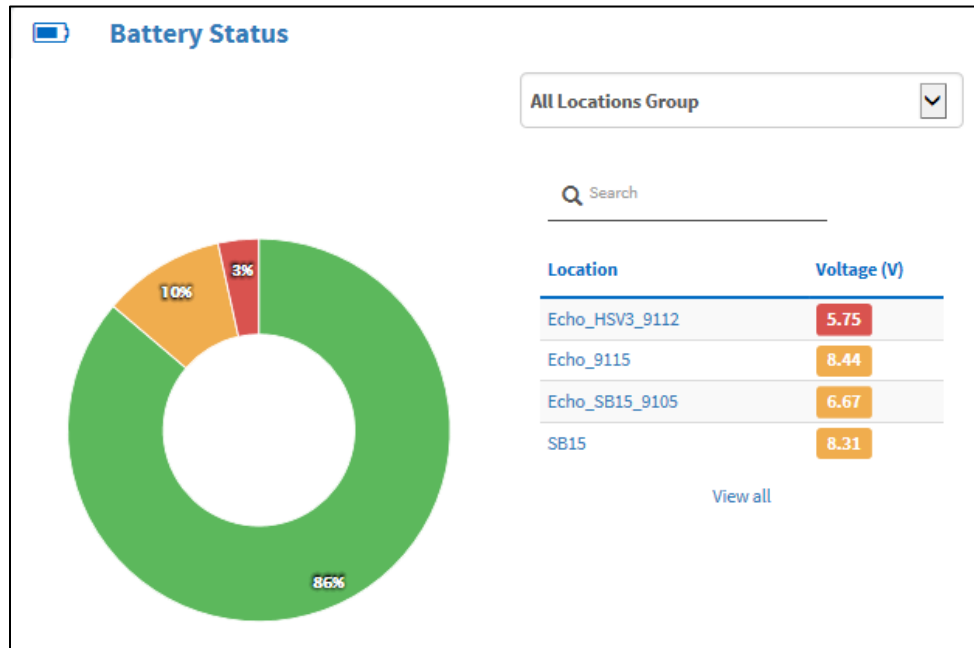 Battery Status
All Locations Group
Search
Location Voltage (V)
Echo_HSV3_9112 5.75
Echo_9115 8.44
Echo_SB15_9105 6.67
SB15 8.31
View all
3%
10%
86%